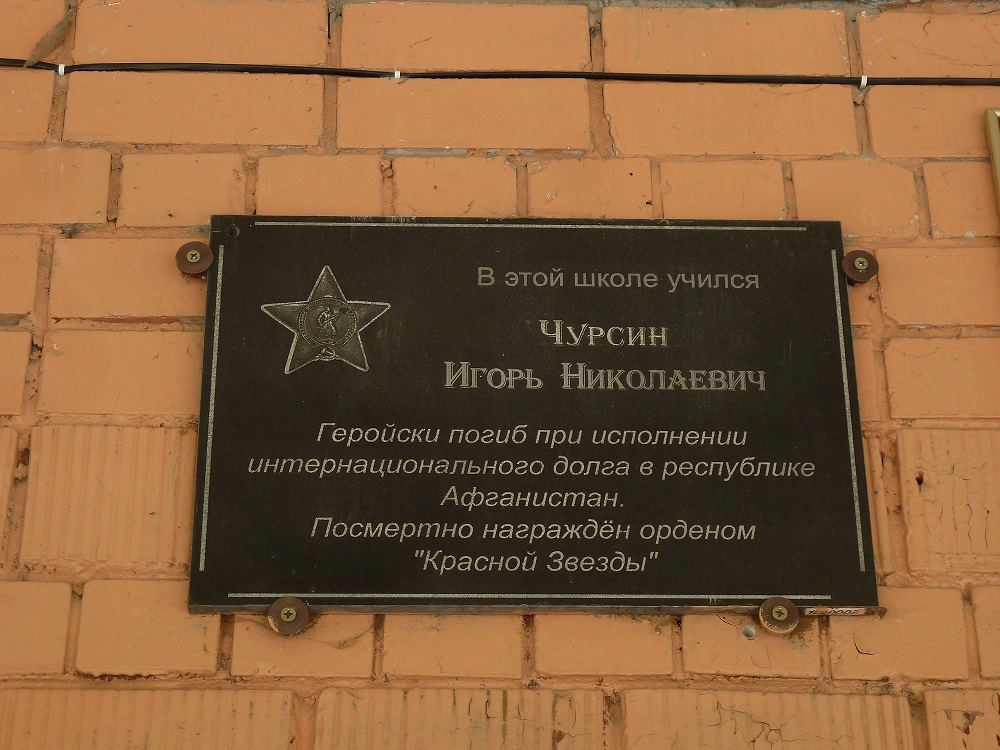 В этой школе учился
Чурсин
Игорь Николаевич
Геройски погиб при исполнении
интернационального долга в республике
Афганистан.
Посмертно награждён орденом
"Красной Звезды"